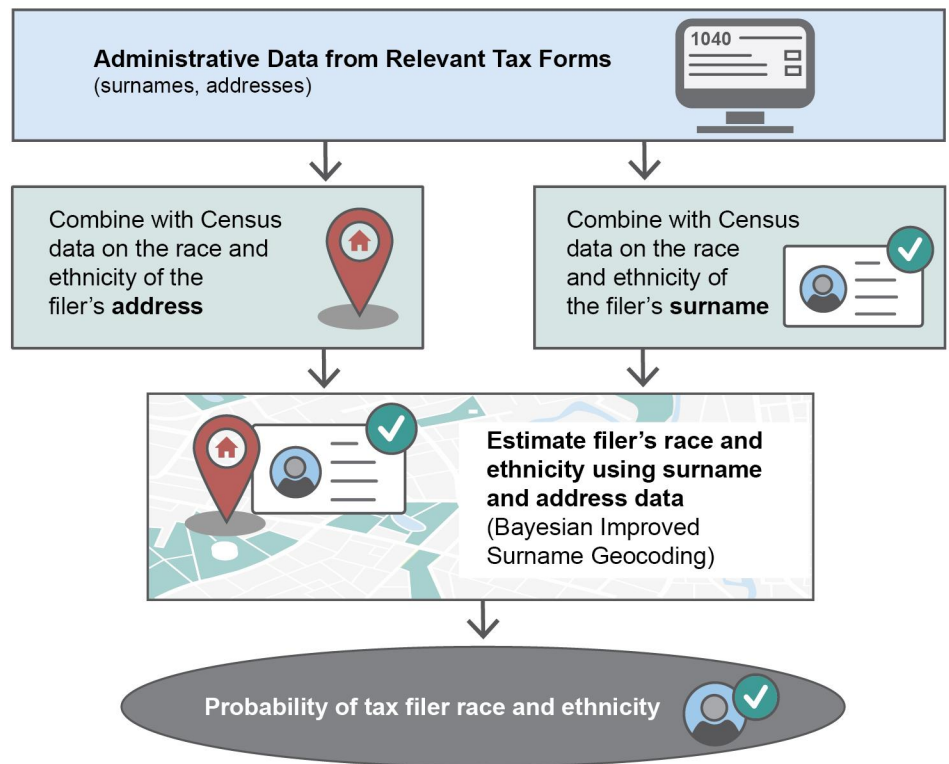 Administrative Data from Relevant Tax Forms
(surnames, addresses)
1040
Combine with Census
data on the race and
ethnicity of the
filer’s address
Combine with Census
data on the race
and ethnicity of
the filer’s surname
Estimate filer’s race and
ethnicity using surname
and address data
(Bayesian Improved
Surname Geocoding)
Probability of tax filer race and ethnicity